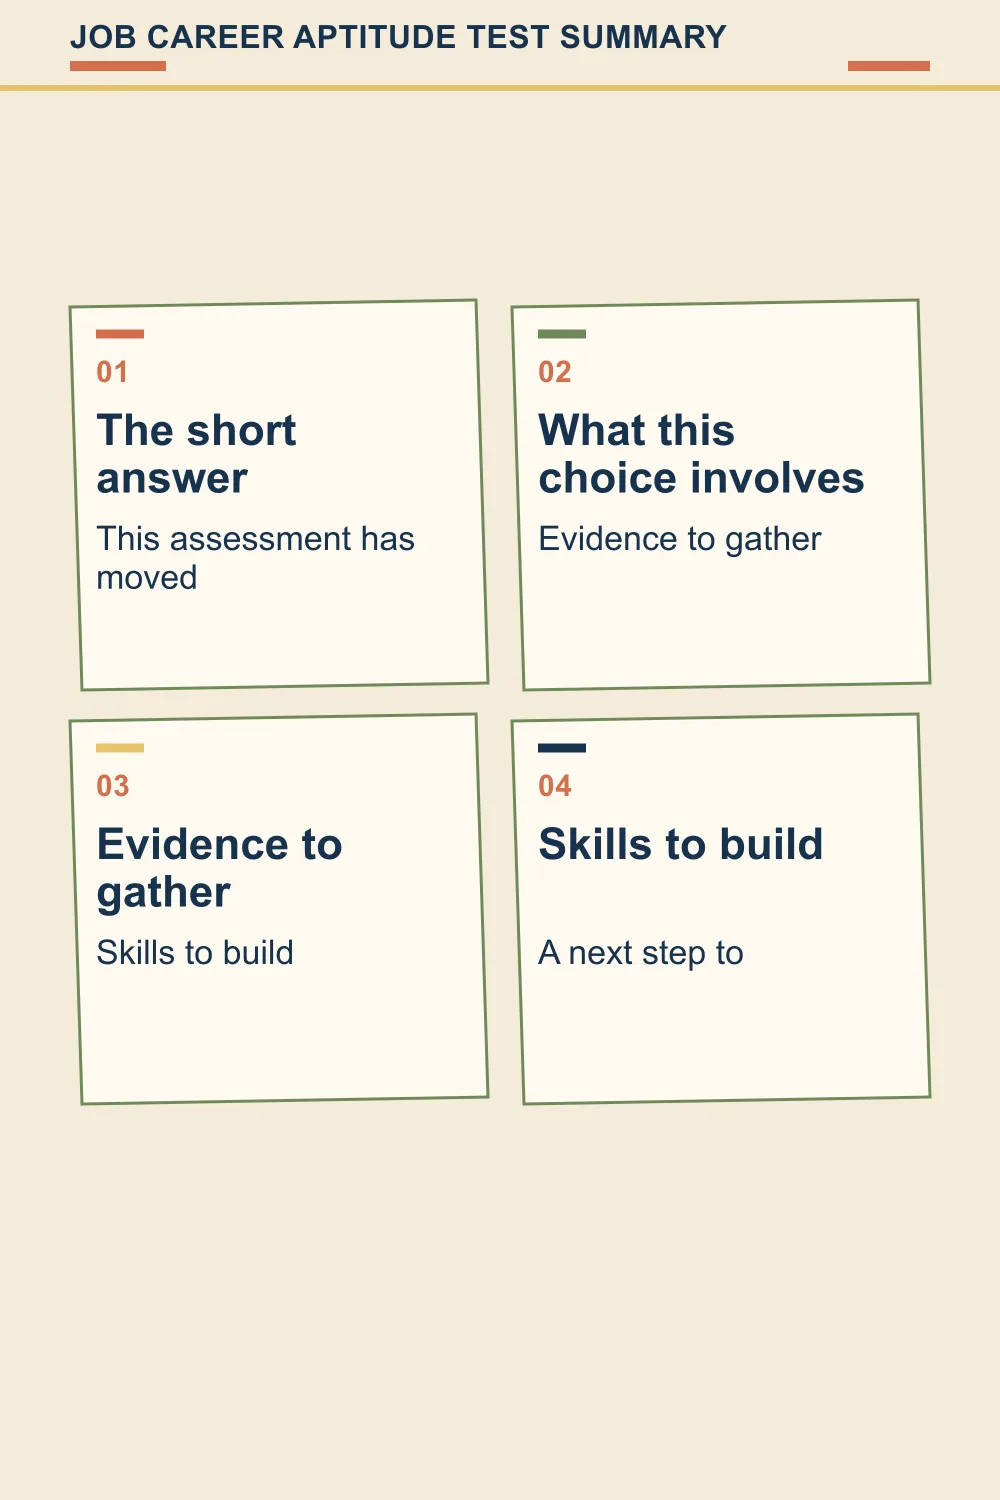 JOB CAREER APTITUDE TEST SUMMARY
01
The short
answer
This assessment has
moved
02
What this
choice involves
Evidence to gather
03
Evidence to
gather
Skills to build
04
Skills to build
A next step to